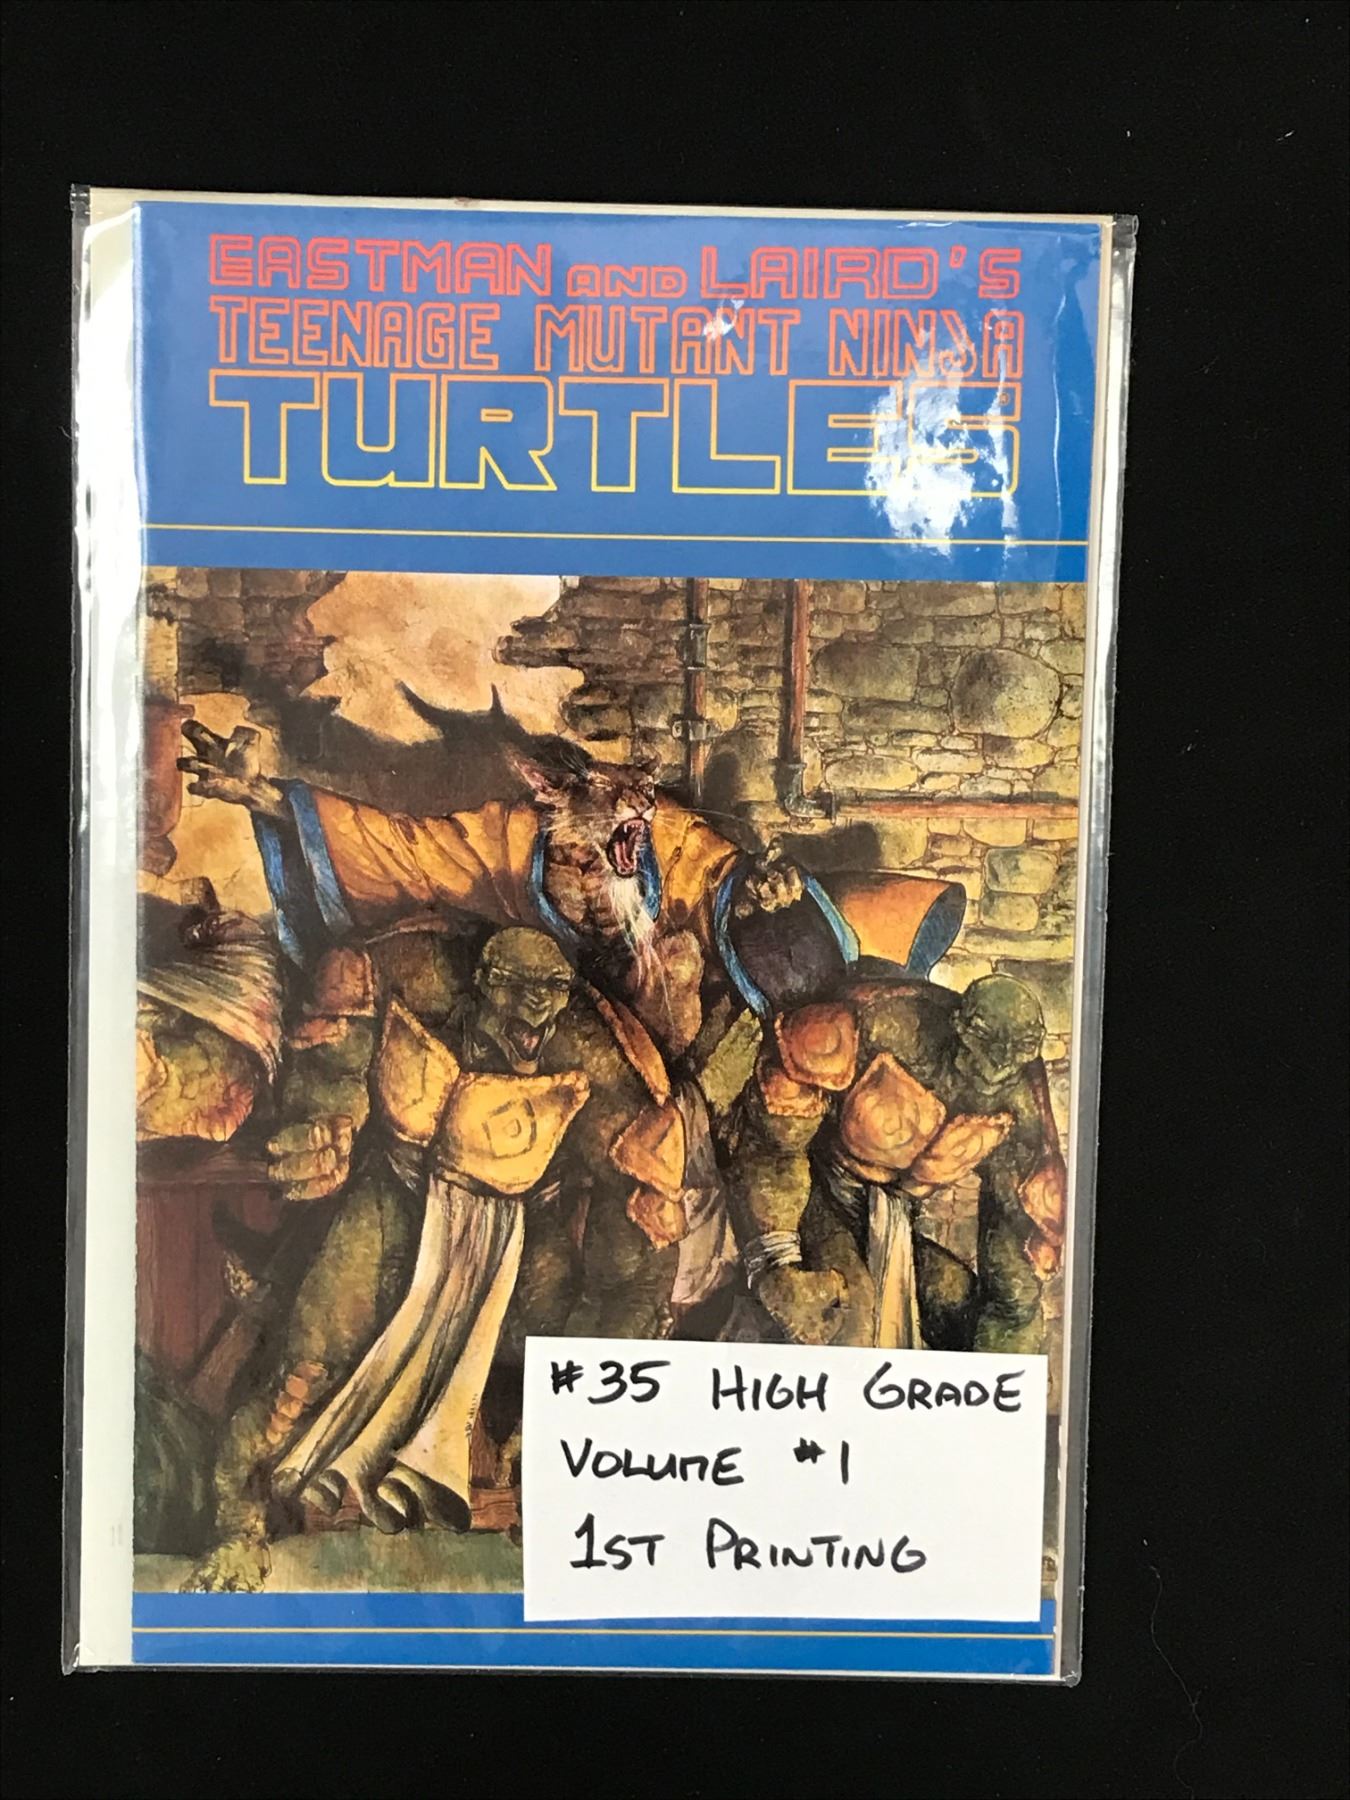 EASTMAN AND LAIRD'S
TEENAGE MUTANT NINJA
TURTLES
#35 HIGH GRADE
VOLUME #1
1ST PRINTING